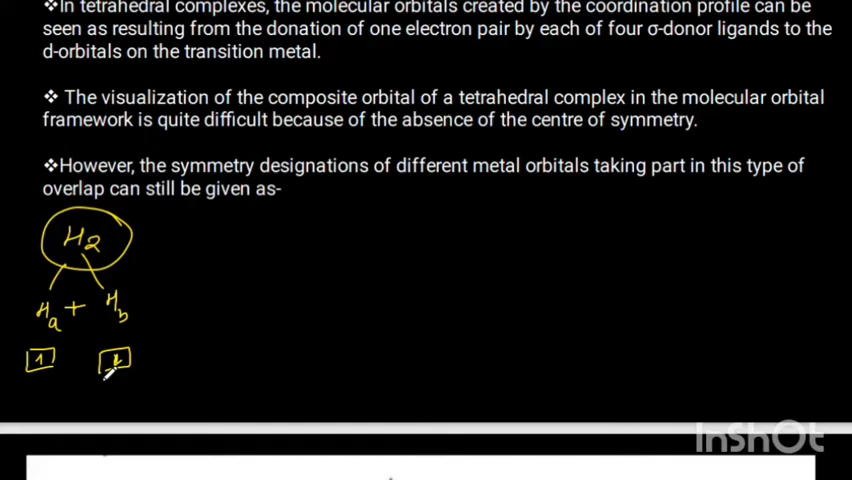 ❖In tetrahedral complexes, the molecular orbitals created by the coordination profile can be
seen as resulting from the donation of one electron pair by each of four σ-donor ligands to the
d-orbitals on the transition metal.
❖ The visualization of the composite orbital of a tetrahedral complex in the molecular orbital
framework is quite difficult because of the absence of the centre of symmetry.
❖However, the symmetry designations of different metal orbitals taking part in this type of
overlap can still be given as-
H2
Ha + Hb
1
InShOt